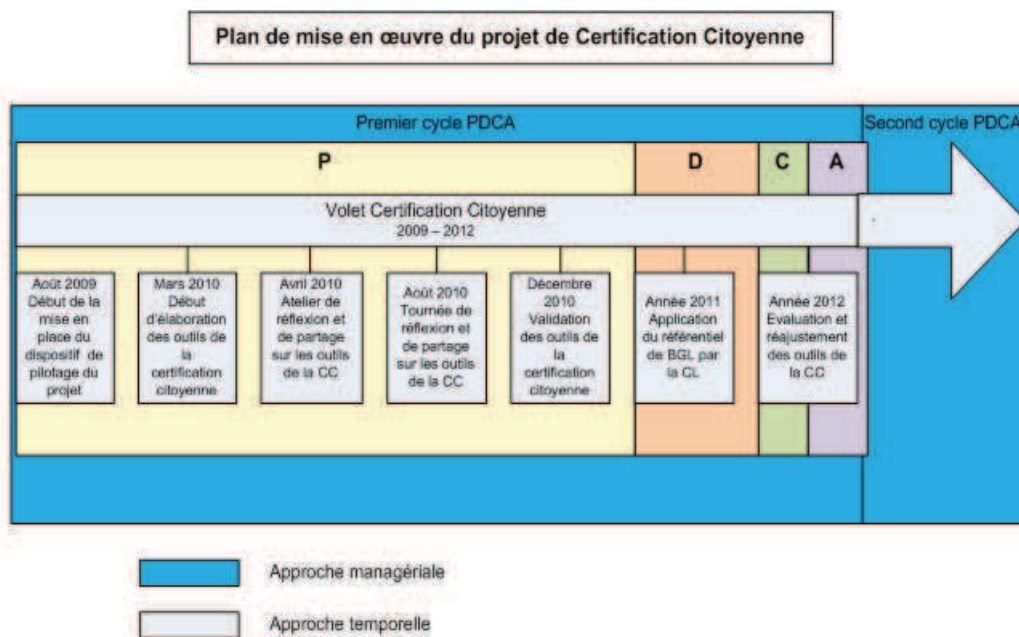 Plan de mise en œuvre du projet de Certification Citoyenne
Premier cycle PDCA
Second cycle PDCA
P
D
C
A
Volet Certification Citoyenne
2009 – 2012
Août 2009
Début de la
mise en
place du
dispositif de
pilotage du
projet
Mars 2010
Début
d'élaboration
des outils de
la
certification
citoyenne
Avril 2010
Atelier de
réflexion et
de partage
sur les outils
de la CC
Août 2010
Tournée de
réflexion et
de partage
sur les outils
de la CC
Décembre
2010
Validation
des outils de
la
certification
citoyenne
Année 2011
Application
du référentiel
de BGL par
la CL
Année 2012
Evaluation et
réajustement
des outils de
la CC
Approche managériale
Approche temporelle